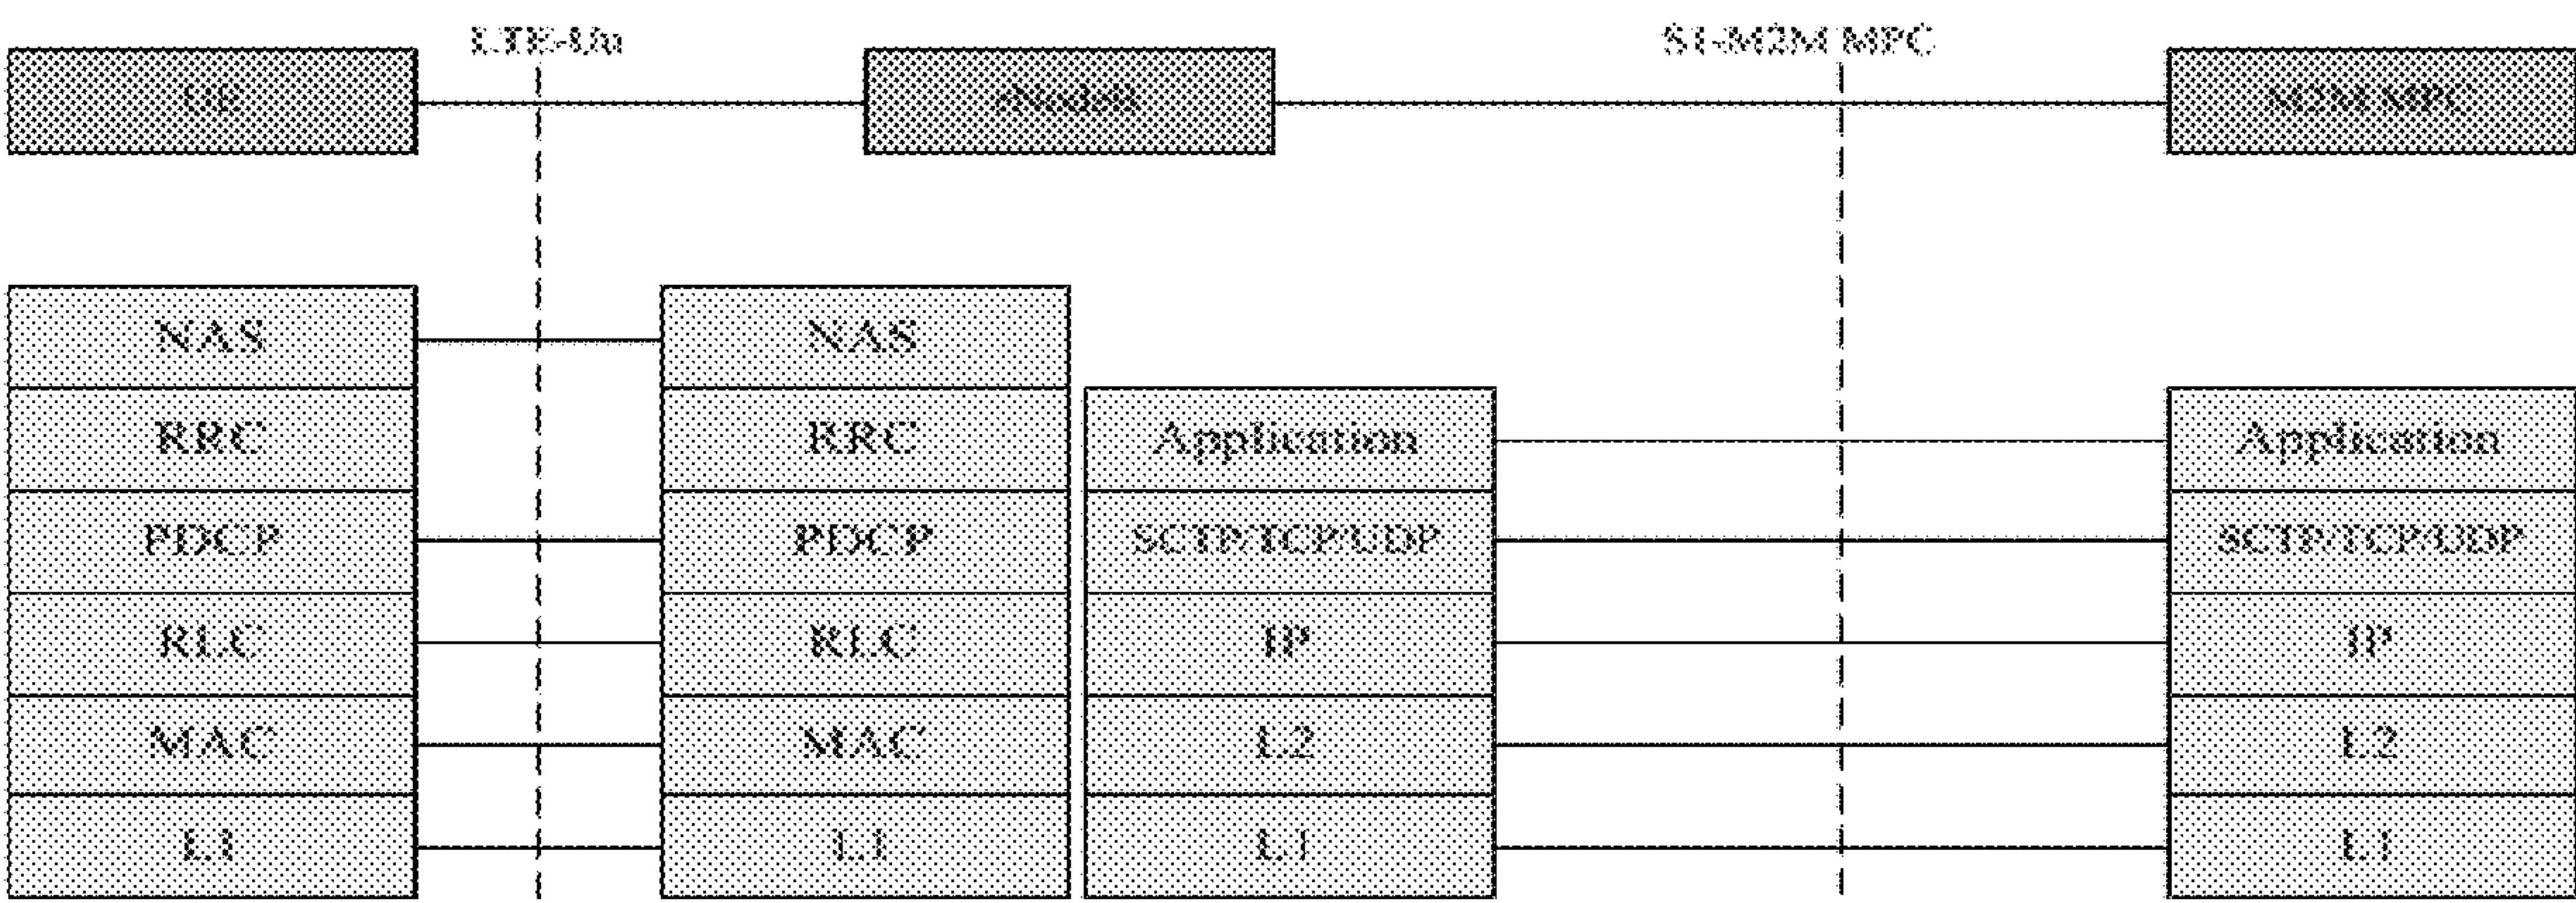 LTE-Uu S1-M2M MPC
UE eNodeB M2M MPC
NAS NAS
RRC RRC Application Application
PDCP PDCP SCTP/TCP/UDP SCTP/TCP/UDP
RLC RLC IP IP
MAC MAC L2 L2
L1 L1 L1 L1